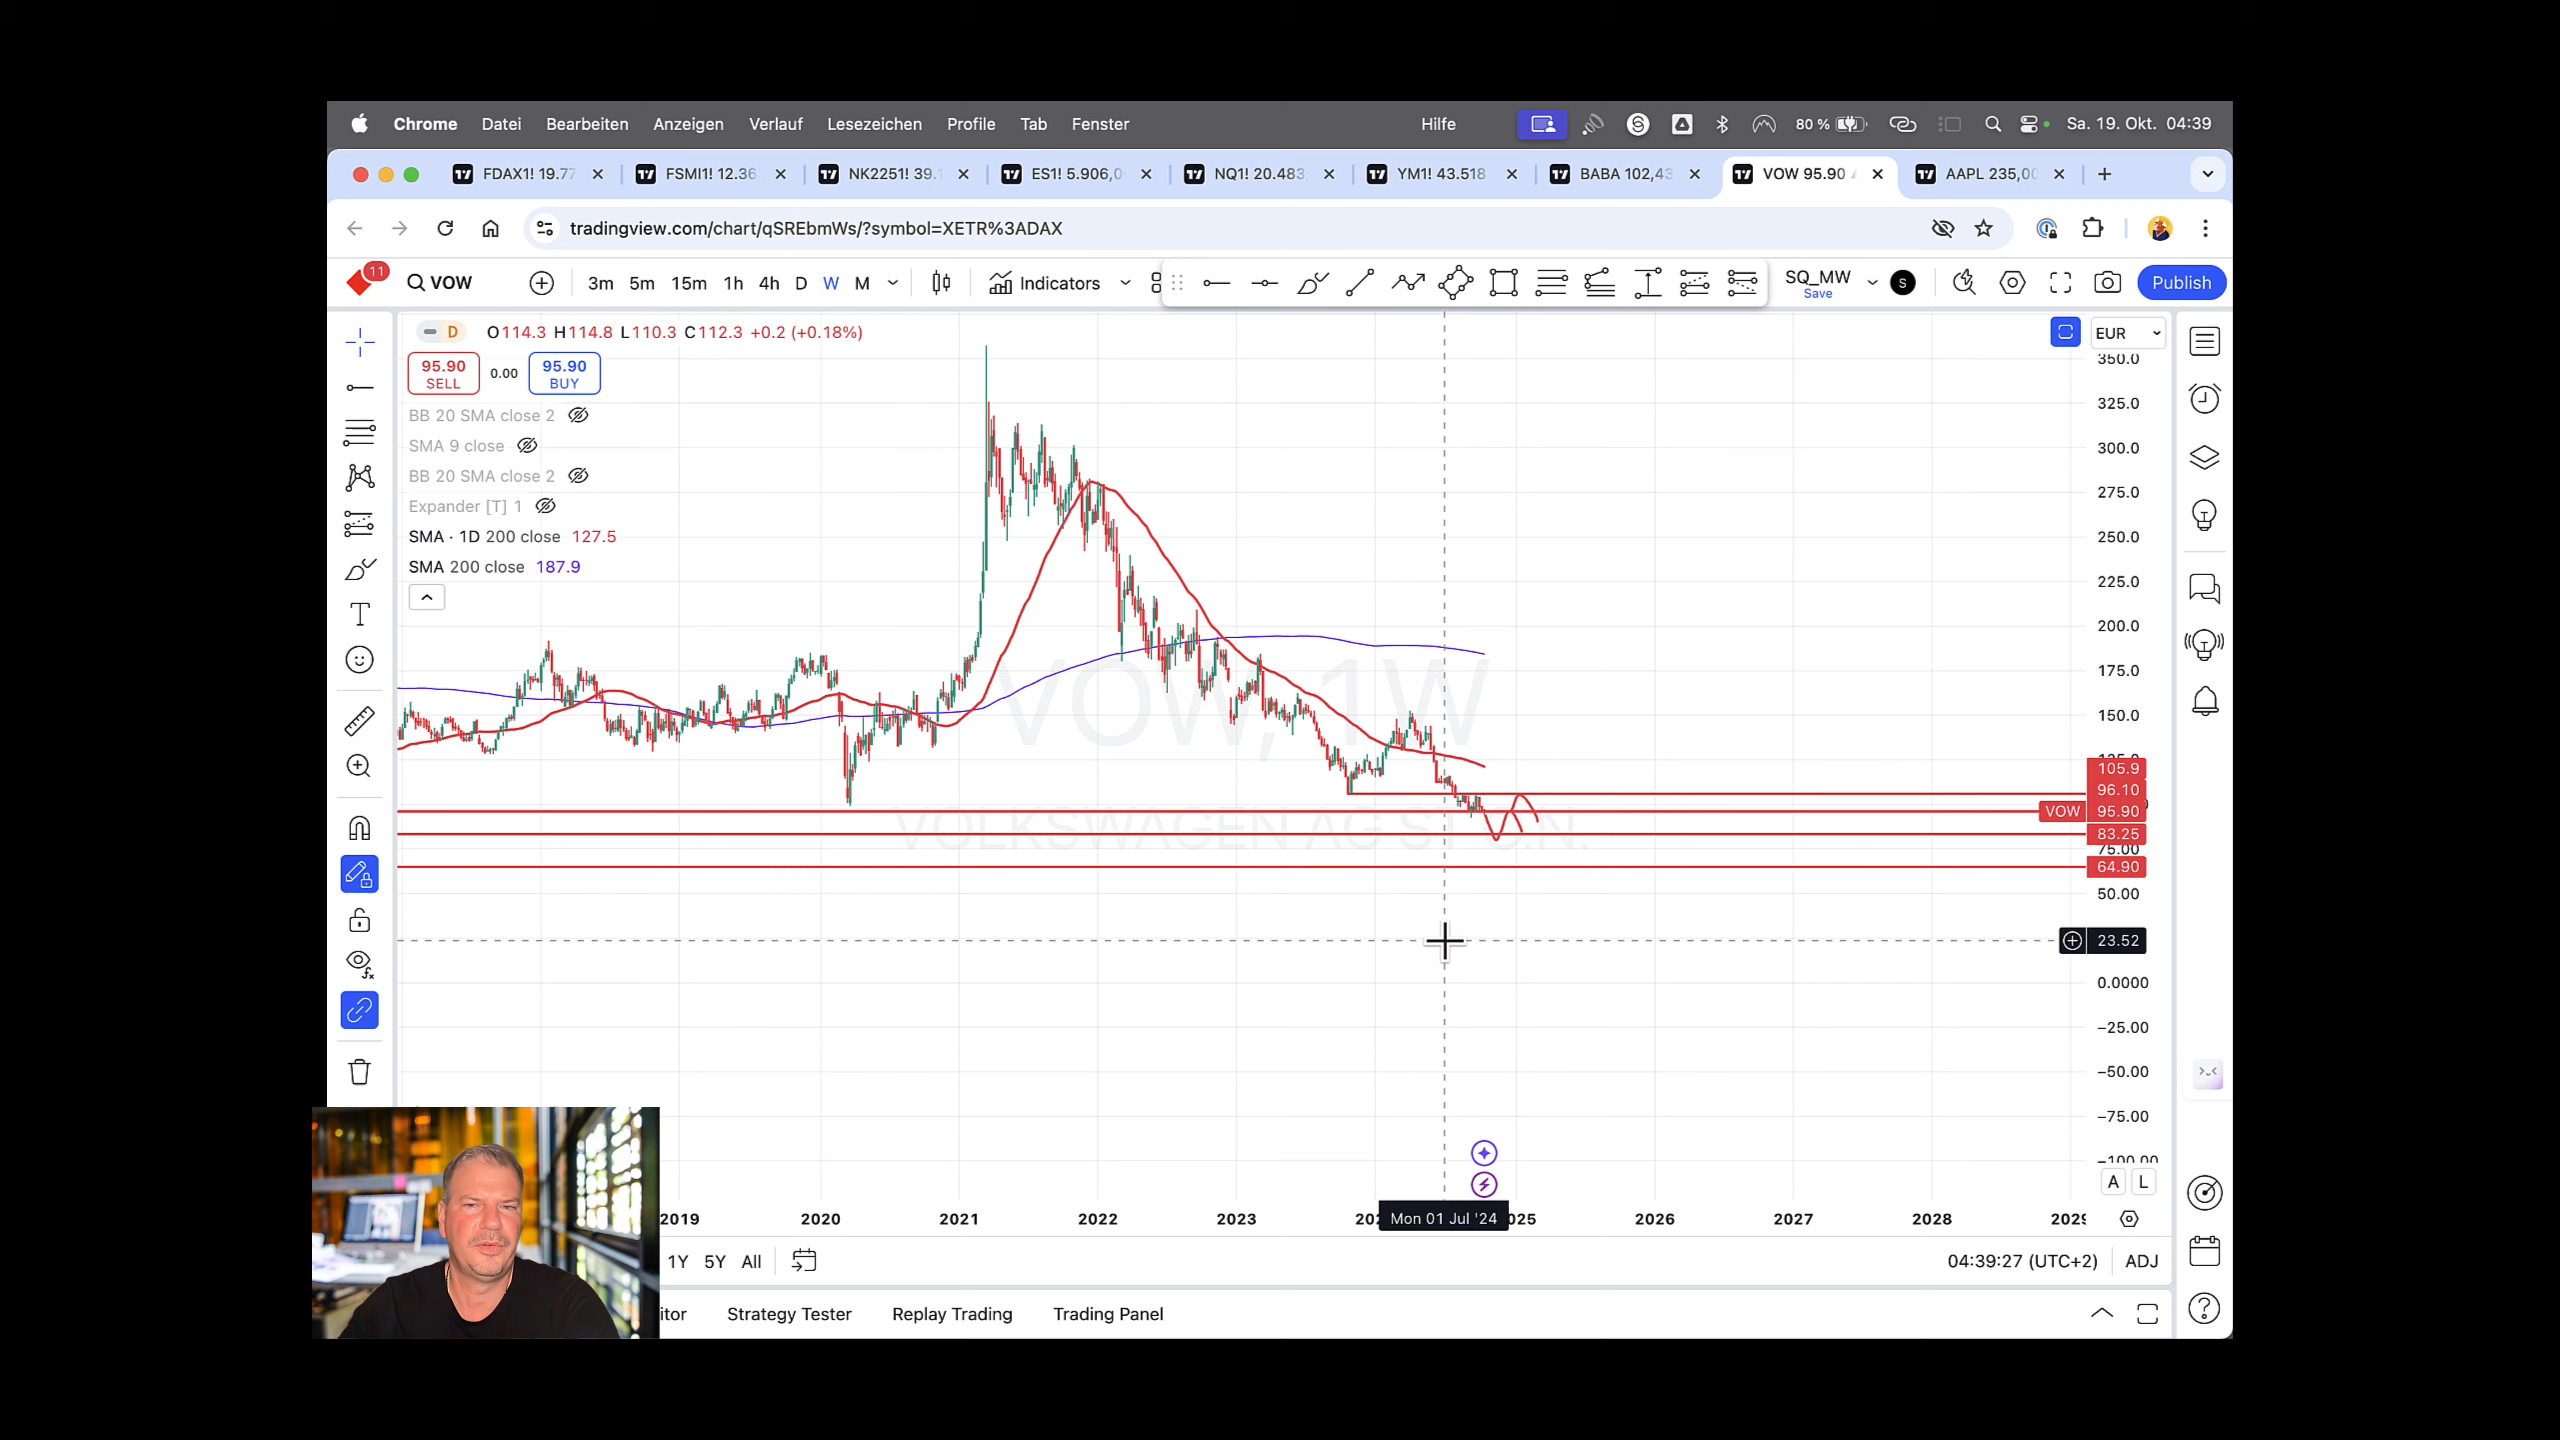 Chrome Datei Bearbeiten Anzeigen Verlauf Lesezeichen Profile Tab Fenster Hilfe 80 % Sa. 19. Okt. 04:39
FDAX1! 19.77 FSMI1! 12.36 NK2251! 39.1 ES1! 5.906,0 NQ1! 20.483, YM1! 43.518 BABA 102,43 VOW 95.90 AAPL 235,00
tradingview.com/chart/qSREbmWs/?symbol=XETR%3ADAX
11 VOW 3m 5m 15m 1h 4h D W M Indicators SQ_MW S Publish
Save
D O114.3 H114.8 L110.3 C112.3 +0.2 (+0.18%) EUR
95.90 0.00 95.90
SELL BUY
BB 20 SMA close 2
SMA 9 close
BB 20 SMA close 2
Expander [T] 1
SMA · 1D 200 close 127.5
SMA 200 close 187.9
VOW, 1W
VOLKSWAGEN AG ST O.N.
350.0
325.0
300.0
275.0
250.0
225.0
200.0
175.0
150.0
105.9
96.10
VOW 95.90
83.25
75.00
64.90
50.00
23.52
0.0000
−25.00
−50.00
−75.00
−100.00
A L
2019 2020 2021 2022 2023 Mon 01 Jul '24 2026 2027 2028
1Y 5Y All 04:39:27 (UTC+2) ADJ
itor Strategy Tester Replay Trading Trading Panel